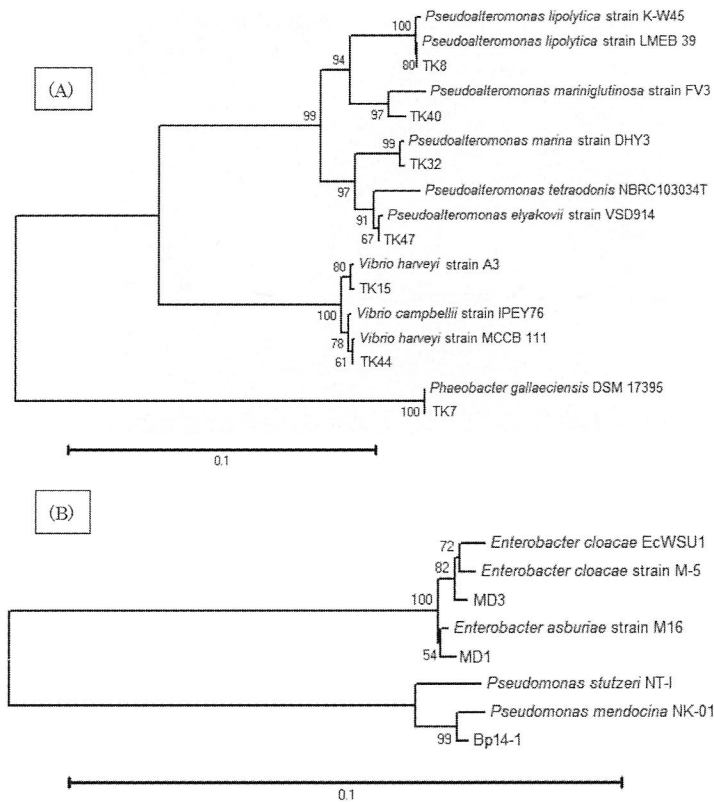 (A)
100
Pseudoalteromonas lipolytica strain K-W45
Pseudoalteromonas lipolytica strain LMEB 39
80 TK8
94
Pseudoalteromonas mariniglutinosa strain FV3
97 TK40
99
99 Pseudoalteromonas marina strain DHY3
TK32
97
Pseudoalteromonas tetraodonis NBRC103034T
91
Pseudoalteromonas elyakovii strain VSD914
67 TK47
80 Vibrio harveyi strain A3
TK15
100
Vibrio campbellii strain IPEY76
78
Vibrio harveyi strain MCCB 111
61 TK44
Phaeobacter gallaeciensis DSM 17395
100 TK7
0.1
(B)
72 Enterobacter cloacae EcWSU1
82
Enterobacter cloacae strain M-5
MD3
100
Enterobacter asburiae strain M16
54 MD1
Pseudomonas stutzeri NT-I
Pseudomonas mendocina NK-01
99 Bp14-1
0.1